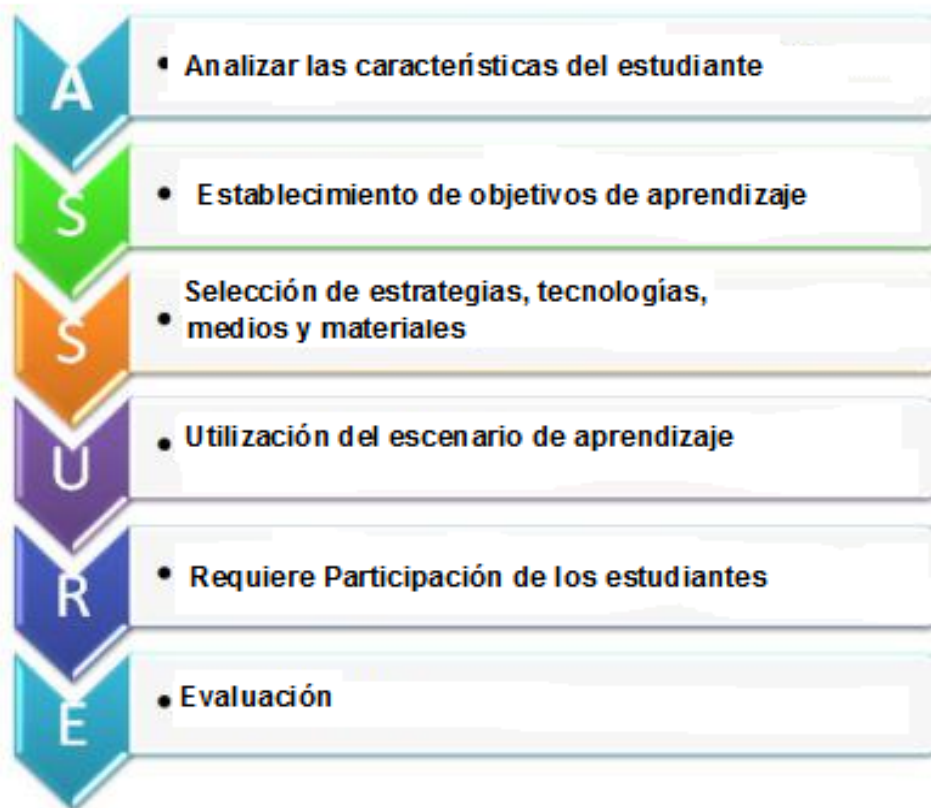 A
• Analizar las características del estudiante
S
• Establecimiento de objetivos de aprendizaje
S
• Selección de estrategias, tecnologías,
medios y materiales
U
• Utilización del escenario de aprendizaje
R
• Requiere Participación de los estudiantes
E
• Evaluación